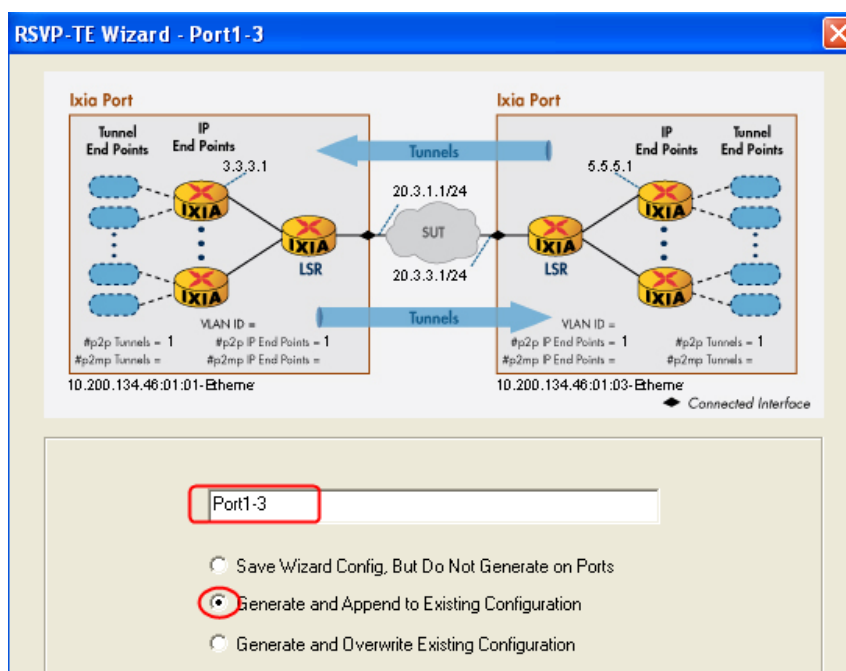 RSVP-TE Wizard - Port1-3
Ixia Port
Ixia Port
Tunnel
End Points
IP
End Points
Tunnels
IP
End Points
Tunnel
End Points
3.3.3.1
5.5.5.1
20.3.1.1/24
IXIA
IXIA
IXIA
LSR
SUT
IXIA
LSR
IXIA
IXIA
20.3.3.1/24
Tunnels
VLAN ID =
#p2p Tunnels = 1
#p2p IP End Points = 1
#p2mp Tunnels =
#p2mp IP End Points =
VLAN ID =
#p2p IP End Points = 1
#p2p Tunnels = 1
#p2mp IP End Points =
#p2mp Tunnels =
10.200.134.46:01:01-Etherne
10.200.134.46:01:03-Etherne
Connected Interface
Port1-3
Save Wizard Config, But Do Not Generate on Ports
Generate and Append to Existing Configuration
Generate and Overwrite Existing Configuration